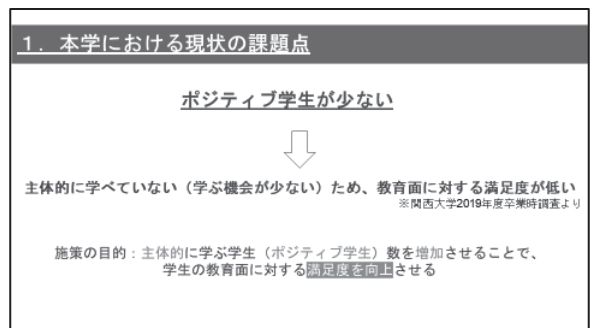 １．本学における現状の課題点
ポジティブ学生が少ない
主体的に学べていない（学ぶ機会が少ない）ため、教育面に対する満足度が低い
※関西大学2019年度卒業時調査より
施策の目的：主体的に学ぶ学生（ポジティブ学生）数を増加させることで、
学生の教育面に対する満足度を向上させる